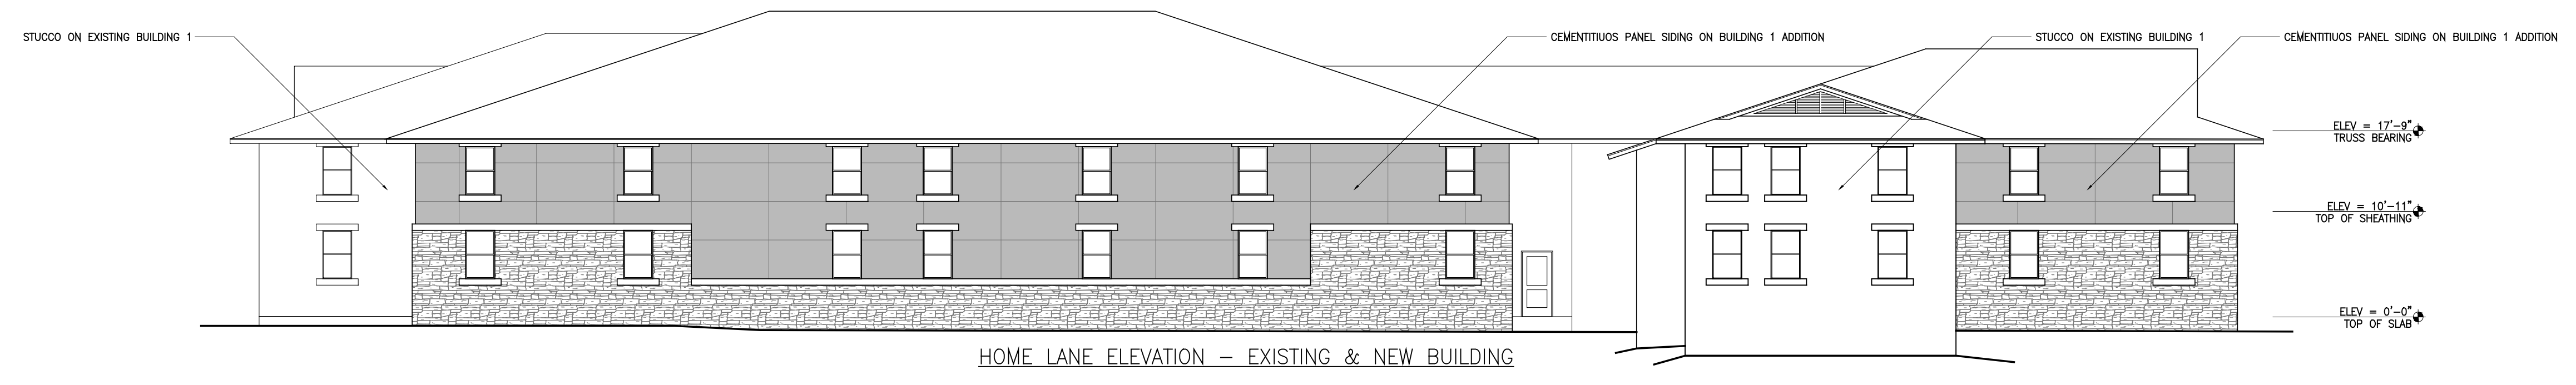 STUCCO ON EXISTING BUILDING 1
CEMENTITIUOS PANEL SIDING ON BUILDING 1 ADDITION
STUCCO ON EXISTING BUILDING 1
CEMENTITIUOS PANEL SIDING ON BUILDING 1 ADDITION
ELEV = 17'-9"
TRUSS BEARING
ELEV = 10'-11"
TOP OF SHEATHING
ELEV = 0'-0"
TOP OF SLAB
HOME LANE ELEVATION - EXISTING & NEW BUILDING